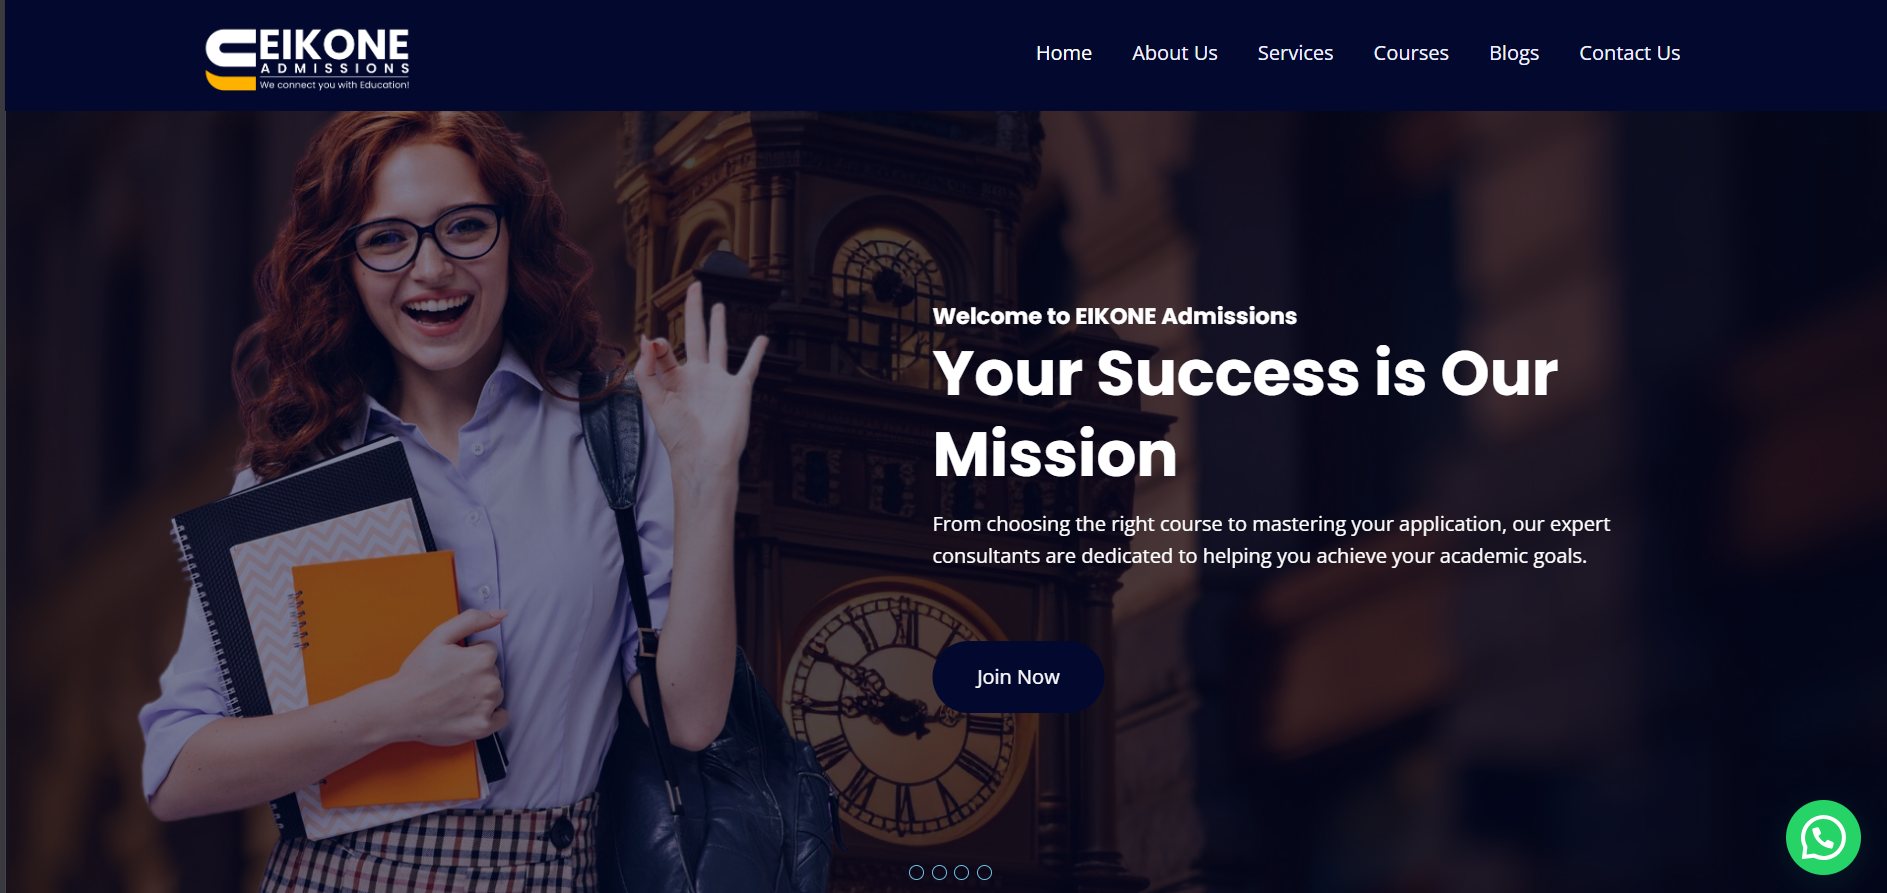 EIKONE
ADMISSIONS
We connect you with Education!
Home About Us Services Courses Blogs Contact Us
Welcome to EIKONE Admissions
Your Success is Our
Mission
From choosing the right course to mastering your application, our expert
consultants are dedicated to helping you achieve your academic goals.
Join Now